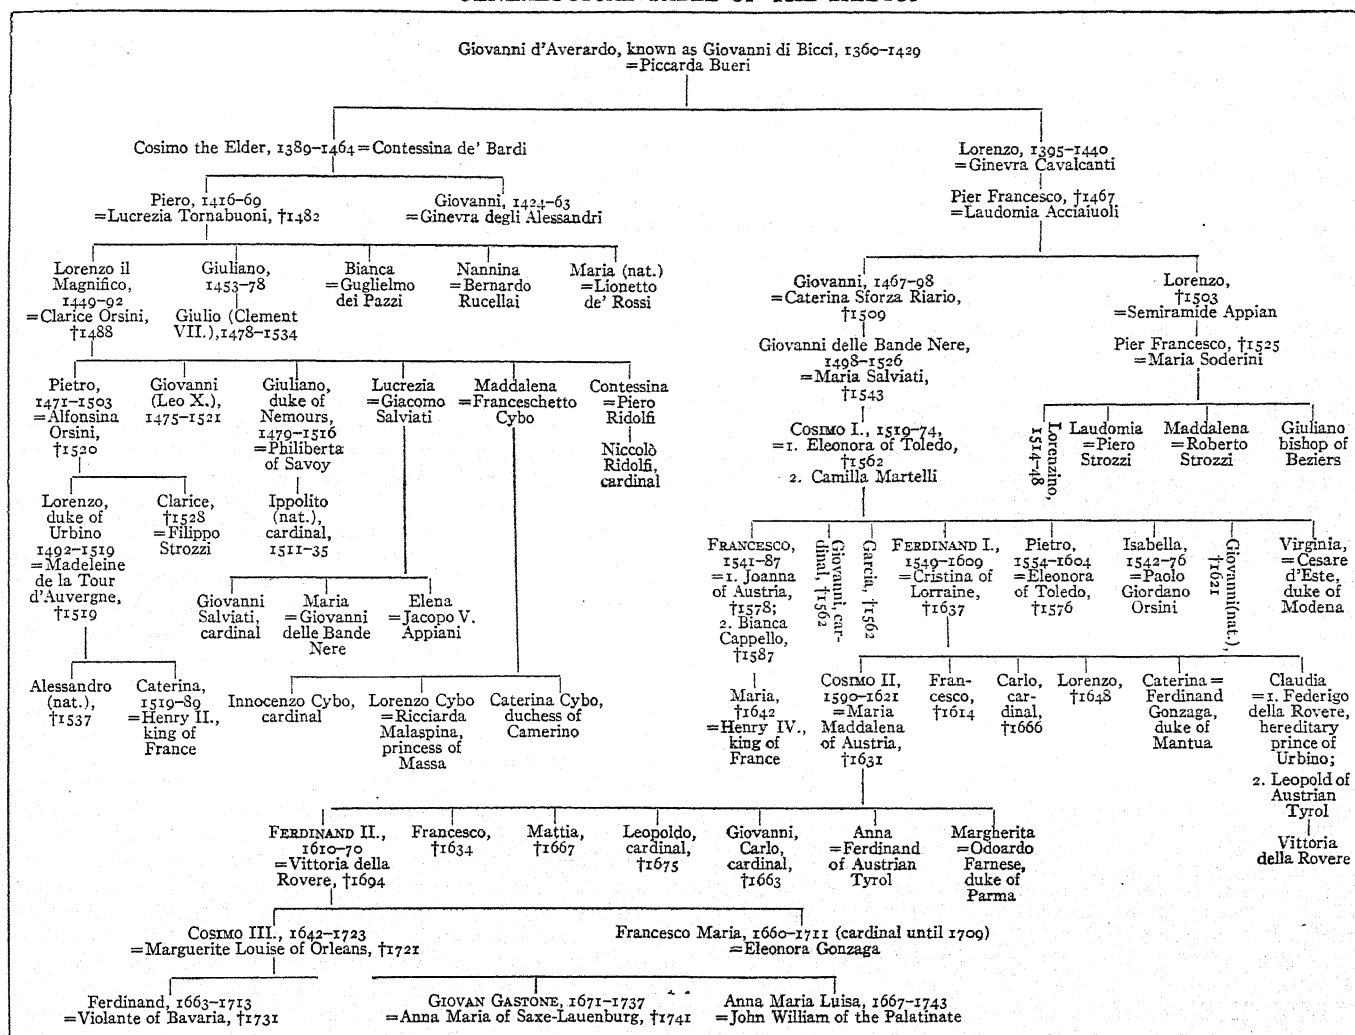 Giovanni d'Averardo, known as Giovanni di Bicci, 1360–1429
=Piccarda Bueri
Cosimo the Elder, 1389–1464=Contessina de' Bardi
Lorenzo, 1395–1440
=Ginevra Cavalcanti
Piero, 1416–69
=Lucrezia Tornabuoni, †1482
Giovanni, 1424–63
=Ginevra degli Alessandri
Pier Francesco, †1467
=Laudomia Acciaiuoli
Lorenzo il
Magnifico,
1449–92
=Clarice Orsini,
†1488
Giuliano,
1453–78
Giulio (Clement
VII.),1478–1534
Bianca
=Guglielmo
dei Pazzi
Nannina
=Bernardo
Rucellai
Maria (nat.)
=Lionetto
de' Rossi
Giovanni, 1467–98
=Caterina Sforza Riario,
†1509
Lorenzo,
†1503
=Semiramide Appian
Giovanni delle Bande Nere,
1498–1526
=Maria Salviati,
†1543
Pier Francesco, †1525
=Maria Soderini
Pietro,
1471–1503
=Alfonsina
Orsini,
†1520
Giovanni
(Leo X.),
1475–1521
Giuliano,
duke of
Nemours,
1479–1516
=Philiberta
of Savoy
Lucrezia
=Giacomo
Salviati
Maddalena
=Franceschetto
Cybo
Contessina
=Piero
Ridolfi
Niccolò
Ridolfi,
cardinal
COSIMO I., 1519–74,
=1. Eleonora of Toledo,
†1562
2. Camilla Martelli
Lorenzino,
1514–48
Laudomia
=Piero
Strozzi
Maddalena
=Roberto
Strozzi
Giuliano
bishop of
Beziers
Lorenzo,
duke of
Urbino
1492–1519
=Madeleine
de la Tour
d'Auvergne,
†1519
Clarice,
†1528
=Filippo
Strozzi
Ippolito
(nat.),
cardinal,
1511–35
Giovanni
Salviati,
cardinal
Maria
=Giovanni
delle Bande
Nere
Elena
=Jacopo V.
Appiani
FRANCESCO,
1541–87
=1. Joanna
of Austria,
†1578;
2. Bianca
Cappello,
†1587
Giovanni, car-
dinal, †1562
Garcia, †1562
FERDINAND I.,
1549–1609
=Cristina of
Lorraine,
†1637
Pietro,
1554–1604
=Eleonora
of Toledo,
†1576
Isabella,
1542–76
=Paolo
Giordano
Orsini
Giovanni(nat.),
†1621
Virginia,
=Cesare
d'Este,
duke of
Modena
Alessandro
(nat.),
†1537
Caterina,
1519–89
=Henry II.,
king of
France
Innocenzo Cybo,
cardinal
Lorenzo Cybo
=Ricciarda
Malaspina,
princess of
Massa
Caterina Cybo,
duchess of
Camerino
Maria,
†1642
=Henry IV.,
king of
France
COSIMO II,
1590–1621
=Maria
Maddalena
of Austria,
†1631
Fran-
cesco,
†1614
Carlo,
car-
dinal,
†1666
Lorenzo,
†1648
Caterina=
Ferdinand
Gonzaga,
duke of
Mantua
Claudia
=1. Federigo
della Rovere,
hereditary
prince of
Urbino;
2. Leopold of
Austrian
Tyrol
Vittoria
della Rovere
FERDINAND II.,
1610–70
=Vittoria della
Rovere, †1694
Francesco,
†1634
Mattia,
†1667
Leopoldo,
cardinal,
†1675
Giovanni,
Carlo,
cardinal,
†1663
Anna
=Ferdinand
of Austrian
Tyrol
Margherita
=Odoardo
Farnese,
duke of
Parma
COSIMO III., 1642–1723
=Marguerite Louise of Orleans, †1721
Francesco Maria, 1660–1711 (cardinal until 1709)
=Eleonora Gonzaga
Ferdinand, 1663–1713
=Violante of Bavaria, †1731
GIOVAN GASTONE, 1671–1737
=Anna Maria of Saxe-Lauenburg, †1741
Anna Maria Luisa, 1667–1743
=John William of the Palatinate